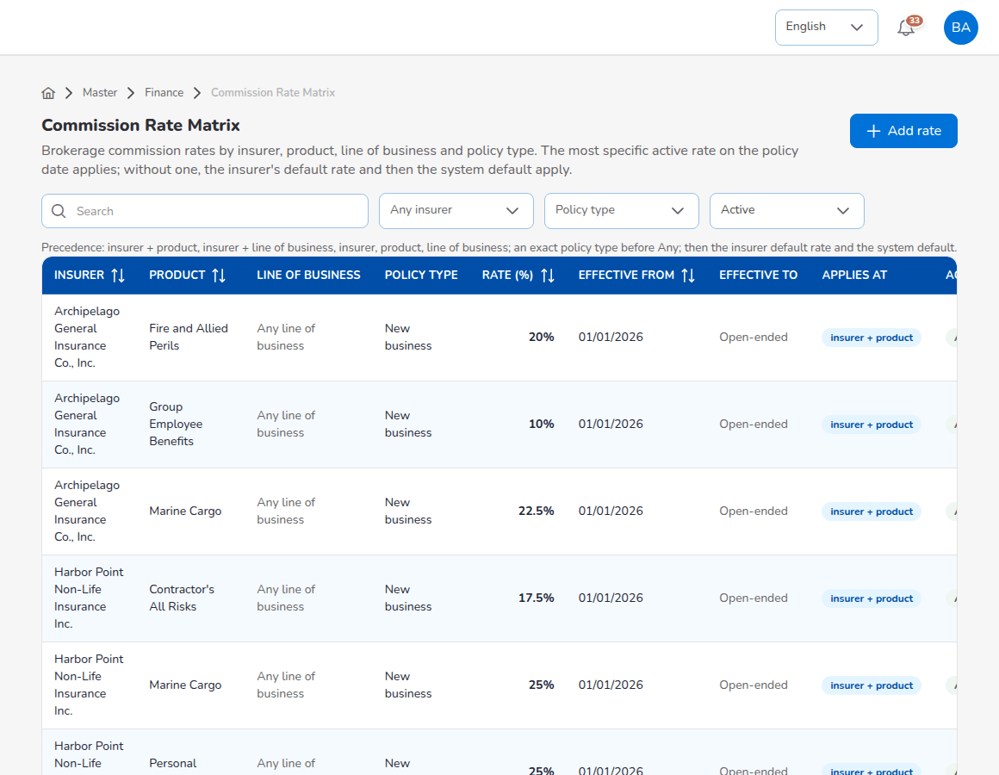 English
33
BA
Master
Finance
Commission Rate Matrix
Commission Rate Matrix
Add rate
Brokerage commission rates by insurer, product, line of business and policy type. The most specific active rate on the policy
date applies; without one, the insurer's default rate and then the system default apply.
Search
Any insurer
Policy type
Active
Precedence: insurer + product, insurer + line of business, insurer, product, line of business; an exact policy type before Any; then the insurer default rate and the system default.
INSURER PRODUCT LINE OF BUSINESS POLICY TYPE RATE (%) EFFECTIVE FROM EFFECTIVE TO APPLIES AT
Archipelago
General
Insurance
Co., Inc.
Fire and Allied
Perils
Any line of
business
New
business
20%
01/01/2026
Open-ended
insurer + product
Archipelago
General
Insurance
Co., Inc.
Group
Employee
Benefits
Any line of
business
New
business
10%
01/01/2026
Open-ended
insurer + product
Archipelago
General
Insurance
Co., Inc.
Marine Cargo
Any line of
business
New
business
22.5%
01/01/2026
Open-ended
insurer + product
Harbor Point
Non-Life
Insurance
Inc.
Contractor's
All Risks
Any line of
business
New
business
17.5%
01/01/2026
Open-ended
insurer + product
Harbor Point
Non-Life
Insurance
Inc.
Marine Cargo
Any line of
business
New
business
25%
01/01/2026
Open-ended
insurer + product
Harbor Point
Non-Life
Personal
Any line of
New
25%
01/01/2026
Open-ended
insurer + product